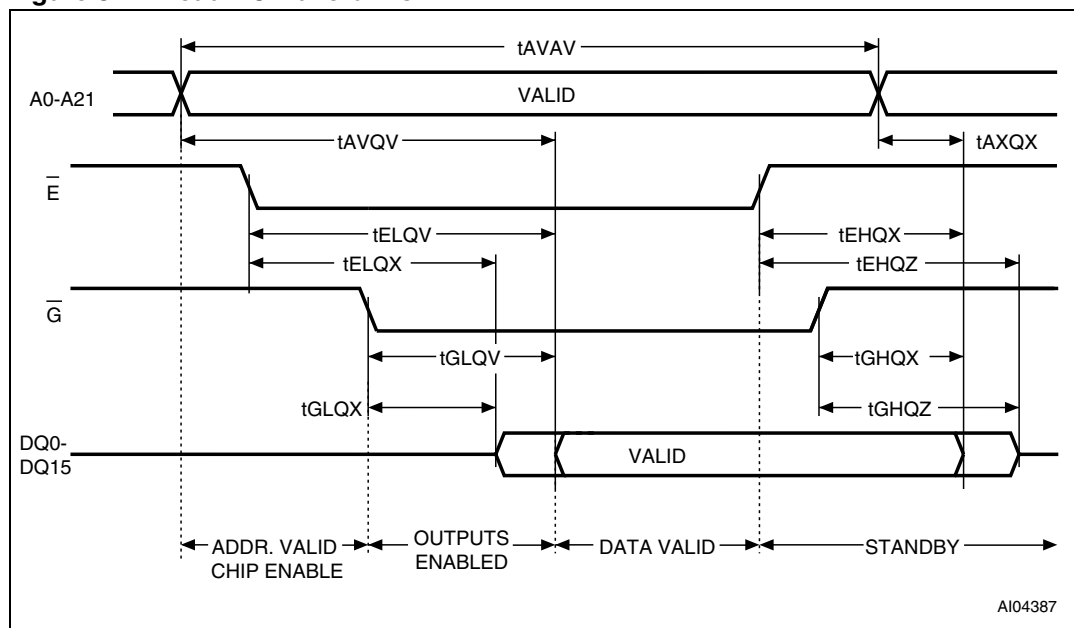 tAVAV
A0-A21
VALID
tAVQV
tAXQX
E
tELQV
tEHQX
tELQX
tEHQZ
G
tGLQV
tGHQX
tGLQX
tGHQZ
DQ0-
DQ15
VALID
ADDR. VALID
CHIP ENABLE
OUTPUTS
ENABLED
DATA VALID
STANDBY
AI04387